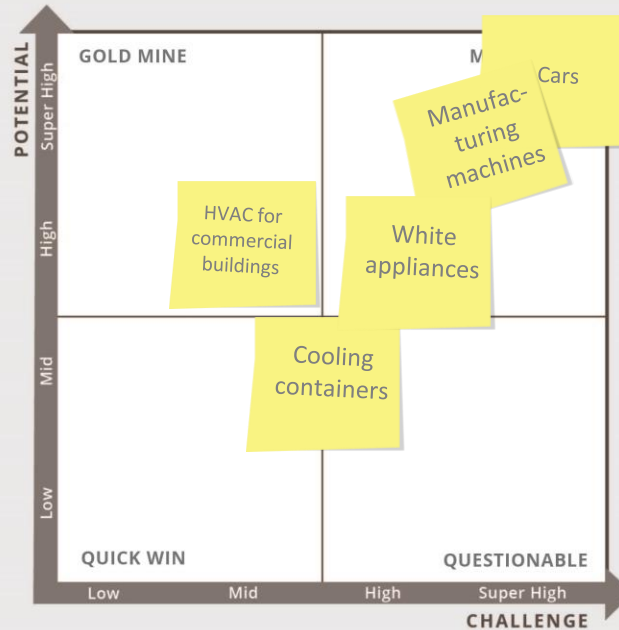 POTENTIAL
Super High
High
Mid
Low
GOLD MINE
M
Cars
Manufac-
turing
machines
HVAC for
commercial
buildings
White
appliances
Cooling
containers
QUICK WIN
QUESTIONABLE
Low
Mid
High
Super High
CHALLENGE